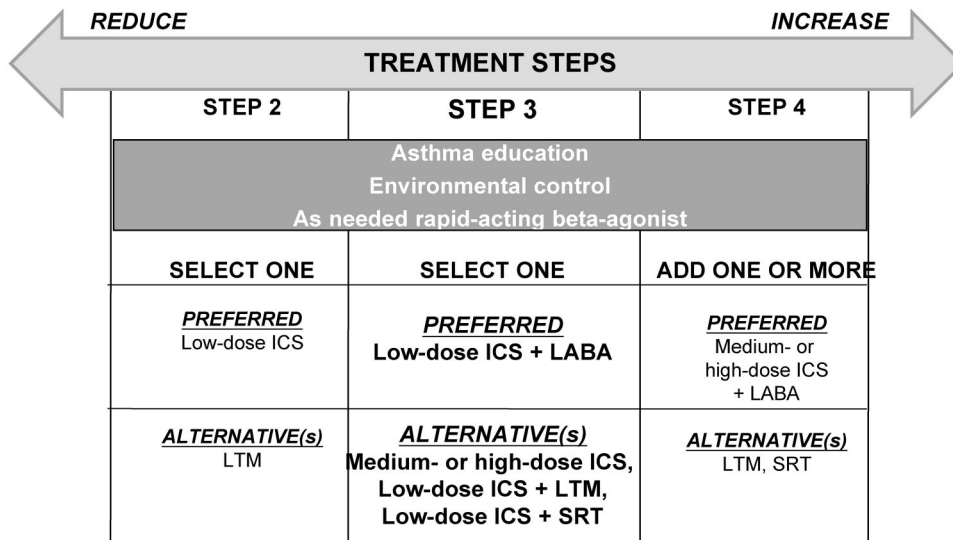 REDUCE
INCREASE
TREATMENT STEPS
STEP 2
STEP 3
STEP 4
Asthma education
Environmental control
As needed rapid-acting beta-agonist
SELECT ONE
SELECT ONE
ADD ONE OR MORE
PREFERRED
Low-dose ICS
PREFERRED
Low-dose ICS + LABA
PREFERRED
Medium- or
high-dose ICS
+ LABA
ALTERNATIVE(s)
LTM
ALTERNATIVE(s)
Medium- or high-dose ICS,
Low-dose ICS + LTM,
Low-dose ICS + SRT
ALTERNATIVE(s)
LTM, SRT